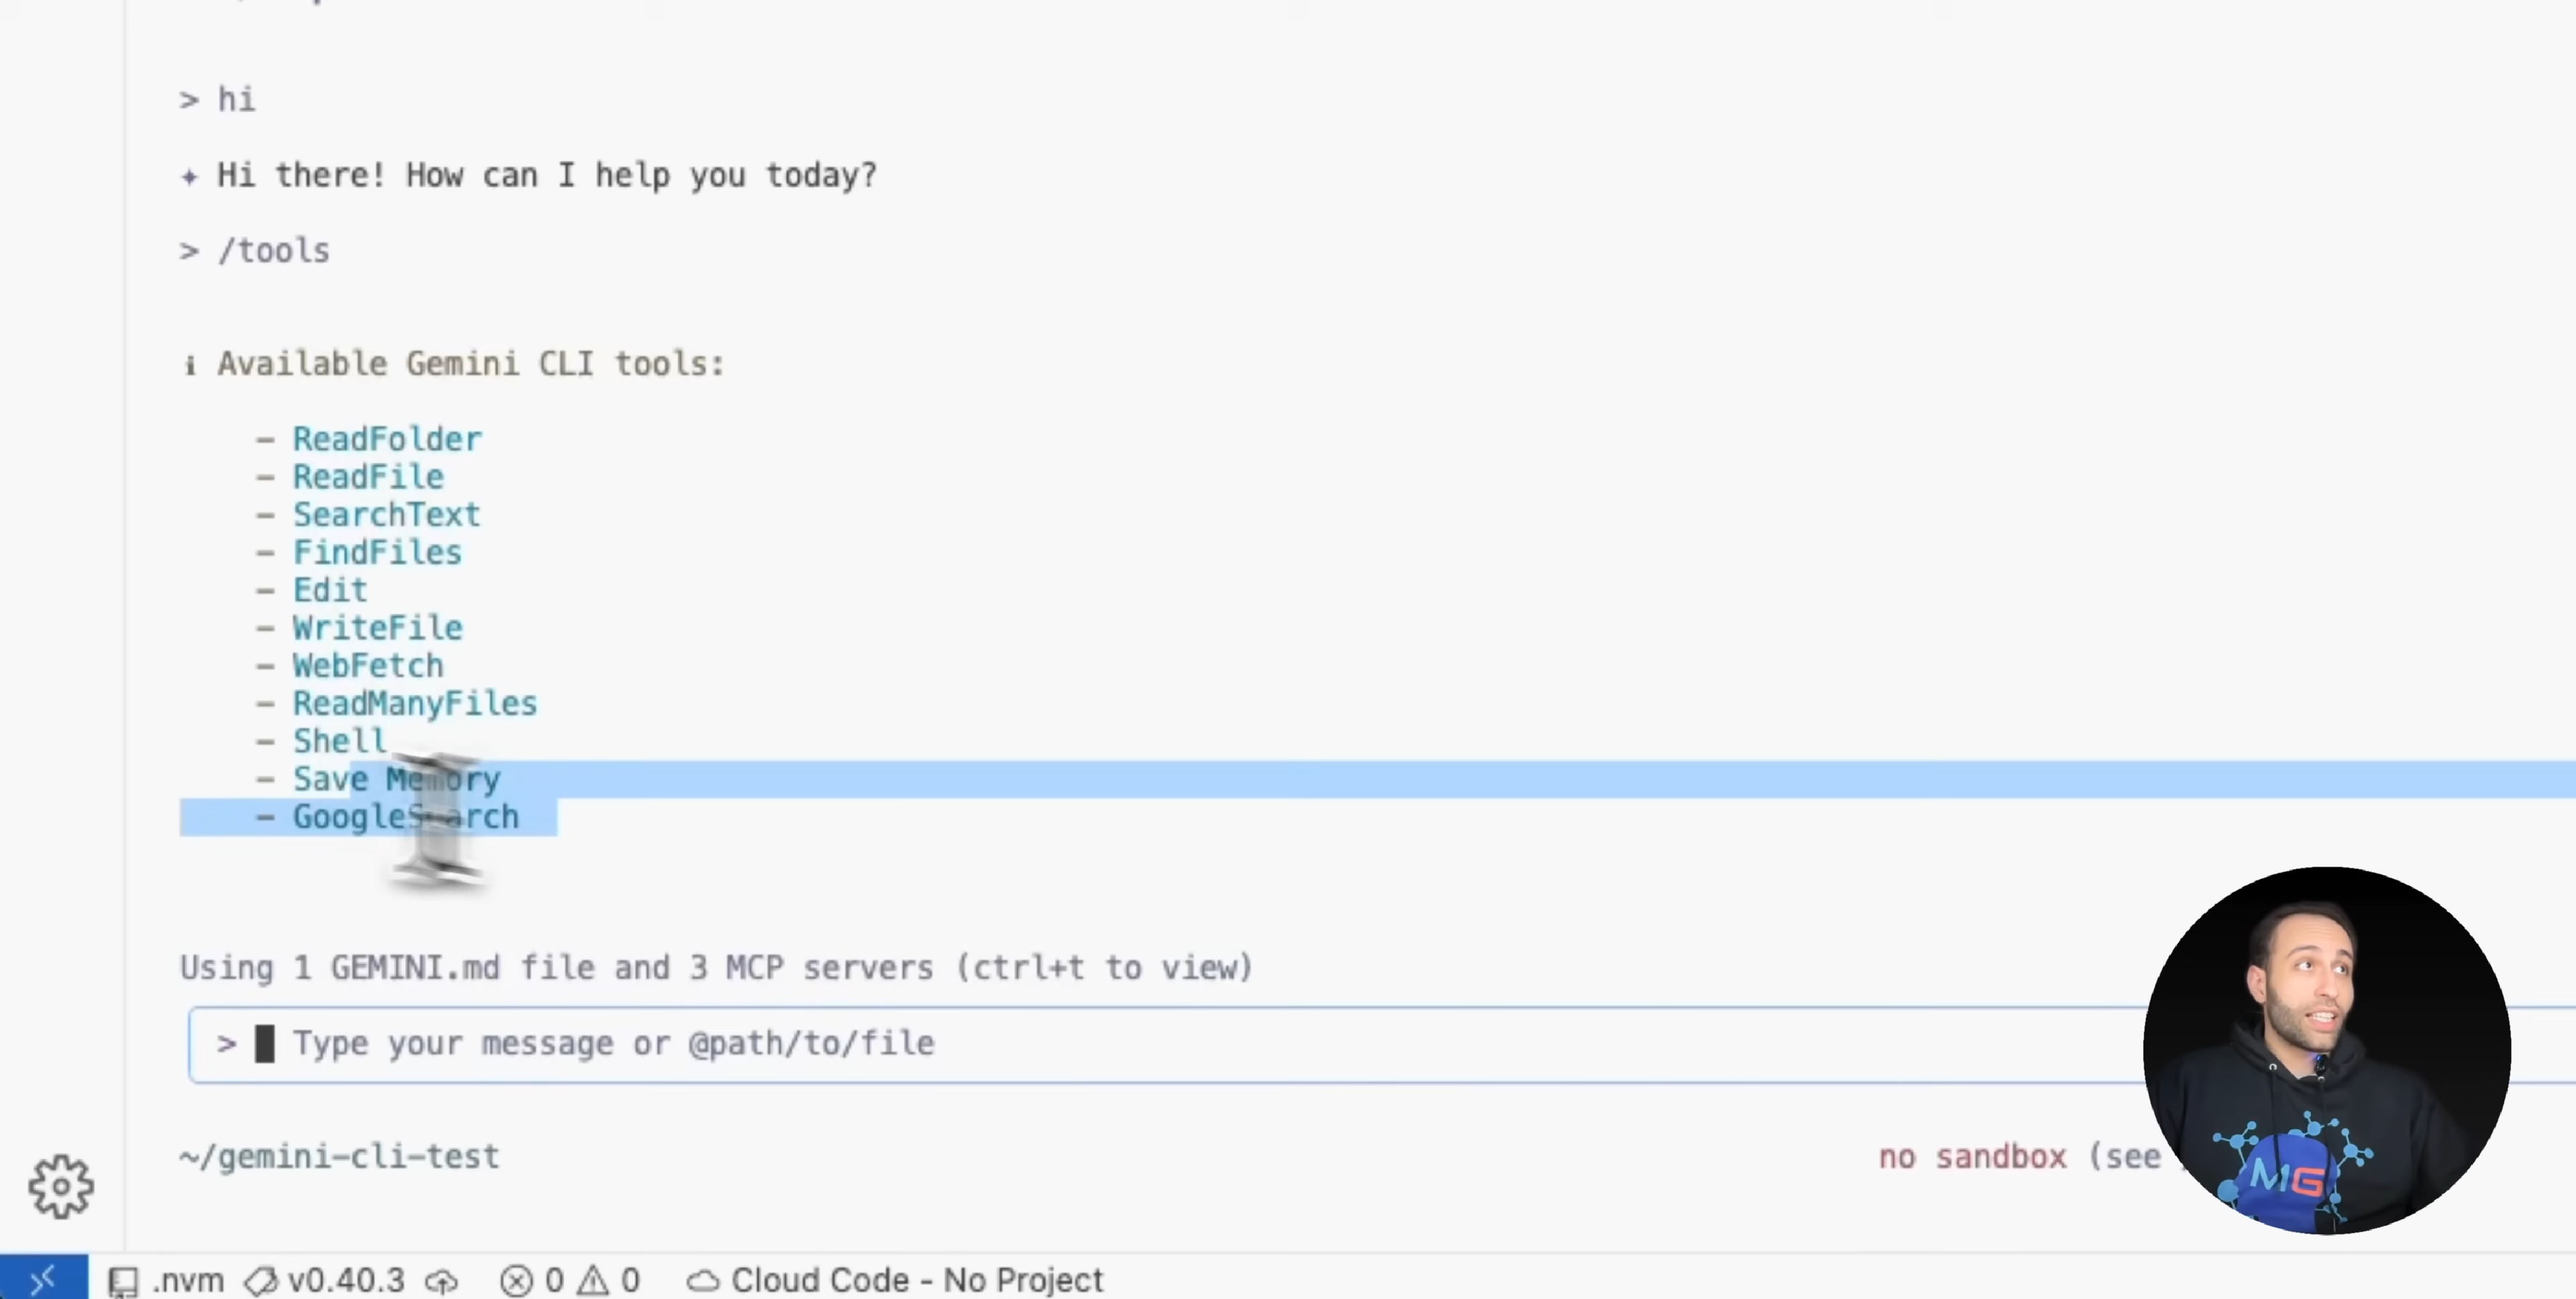 > hi
✦ Hi there! How can I help you today?
> /tools
i Available Gemini CLI tools:
- ReadFolder
- ReadFile
- SearchText
- FindFiles
- Edit
- WriteFile
- WebFetch
- ReadManyFiles
- Shell
- Save Memory
- GoogleSearch
Using 1 GEMINI.md file and 3 MCP servers (ctrl+t to view)
> Type your message or @path/to/file
~/gemini-cli-test
no sandbox (see
MG
.nvm v0.40.3 0 0 Cloud Code - No Project